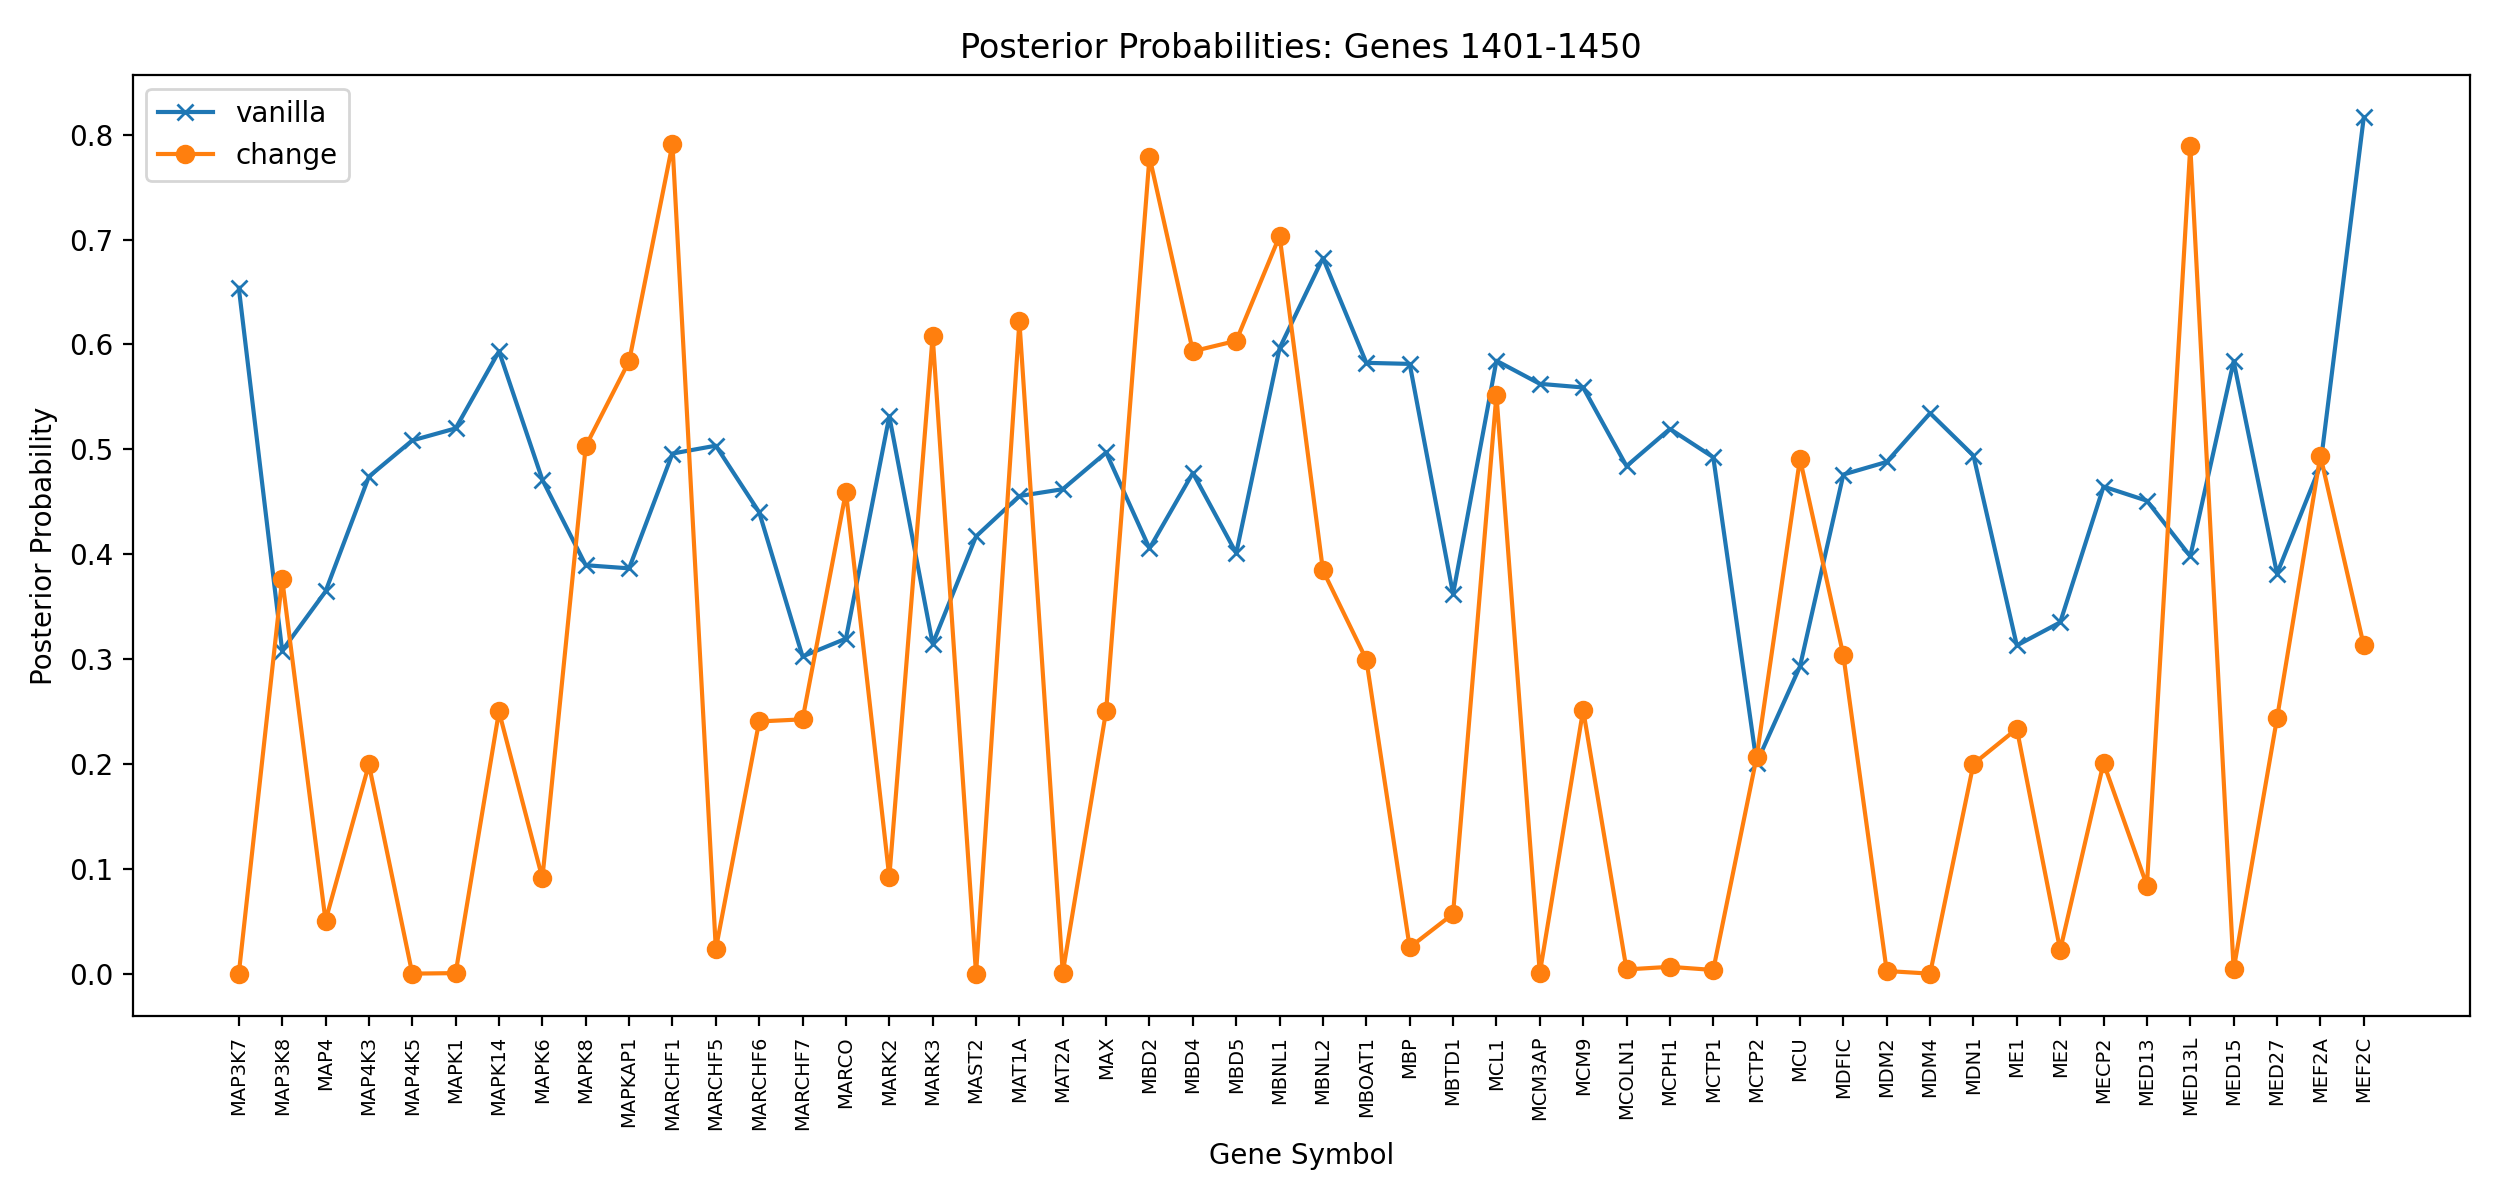 Posterior Probabilities: Genes 1401-1450
vanilla
change
Posterior Probability
0.8
0.7
0.6
0.5
0.4
0.3
0.2
0.1
0.0
MAP3K7
MAP3K8
MAP4
MAP4K3
MAP4K5
MAPK1
MAPK14
MAPK6
MAPK8
MAPKAP1
MARCHF1
MARCHF5
MARCHF6
MARCHF7
MARCO
MARK2
MARK3
MAST2
MAT1A
MAT2A
MAX
MBD2
MBD4
MBD5
MBNL1
MBNL2
MBOAT1
MBP
MBTD1
MCL1
MCM3AP
MCM9
MCOLN1
MCPH1
MCTP1
MCTP2
MCU
MDFIC
MDM2
MDM4
MDN1
ME1
ME2
MECP2
MED13
MED13L
MED15
MED27
MEF2A
MEF2C
Gene Symbol